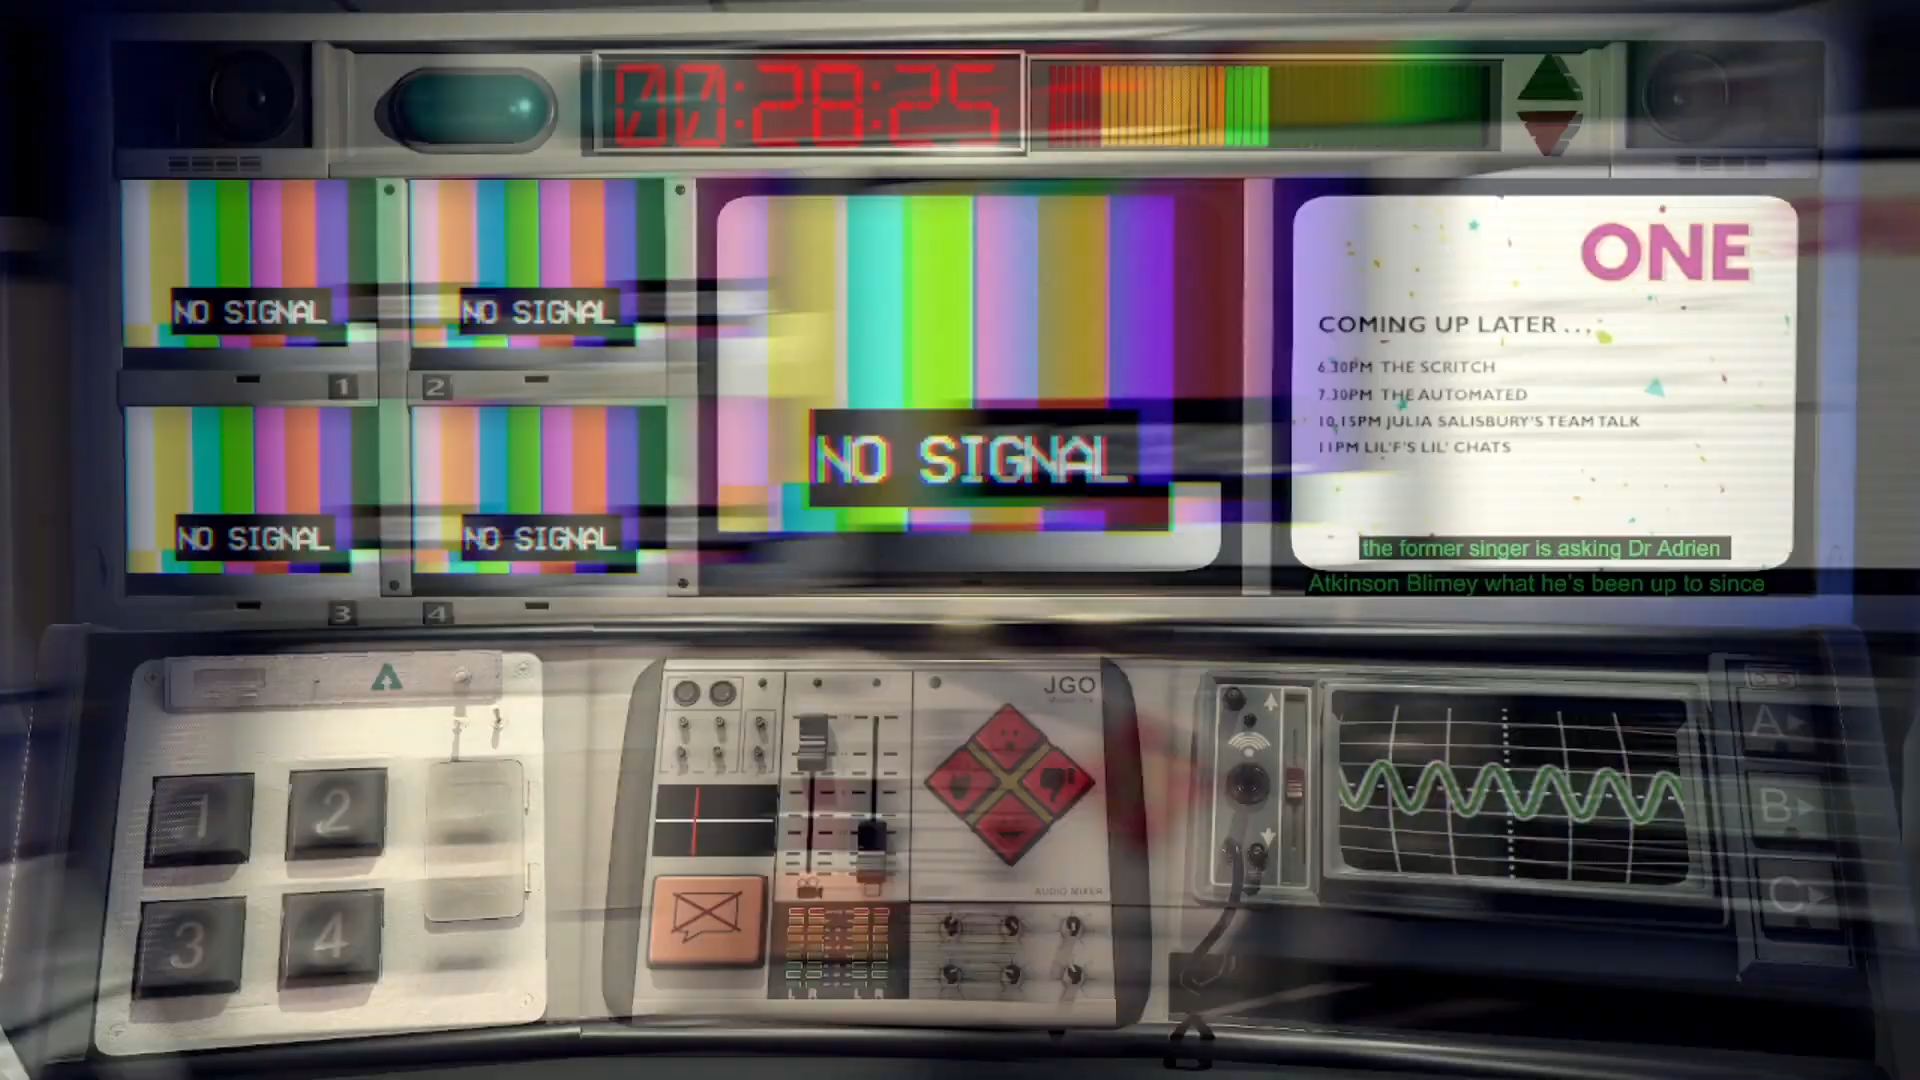 00:28:25
NO SIGNAL
NO SIGNAL
NO SIGNAL
NO SIGNAL
NO SIGNAL
1
2
3
4
ONE
COMING UP LATER...
6.30PM THE SCRITCH
7.30PM THE AUTOMATED
10.15PM JULIA SALISBURY'S TEAM TALK
11PM LIL'F'S LIL' CHATS
the former singer is asking Dr Adrien
Atkinson Blimey what he's been up to since
1
2
3
4
JGO
AUDIO MIXER
L R L R
A
B
C